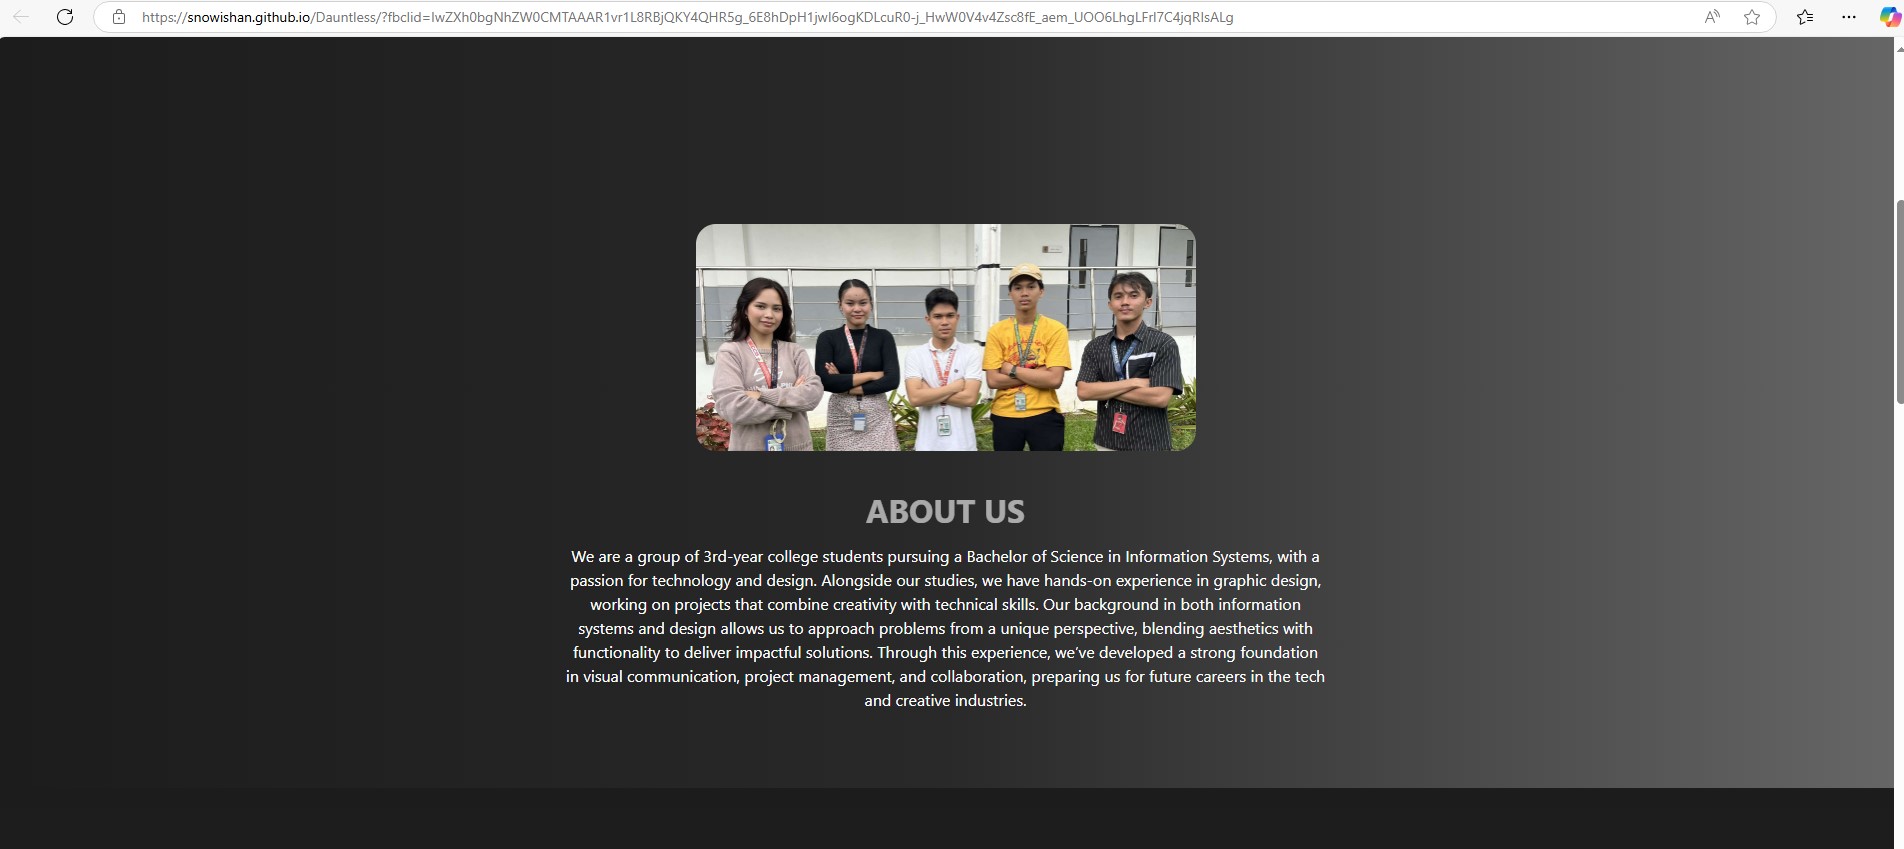 https://snowishan.github.io/Dauntless/?fbclid=IwZXh0bgNhZW0CMTAAAR1vr1L8RBjQKY4QHR5g_6E8hDpH1jwI6ogKDLcuR0-j_HwW0V4v4Zsc8fE_aem_UOO6LhgLFrI7C4jqRlsALg
ABOUT US
We are a group of 3rd-year college students pursuing a Bachelor of Science in Information Systems, with a
passion for technology and design. Alongside our studies, we have hands-on experience in graphic design,
working on projects that combine creativity with technical skills. Our background in both information
systems and design allows us to approach problems from a unique perspective, blending aesthetics with
functionality to deliver impactful solutions. Through this experience, we've developed a strong foundation
in visual communication, project management, and collaboration, preparing us for future careers in the tech
and creative industries.